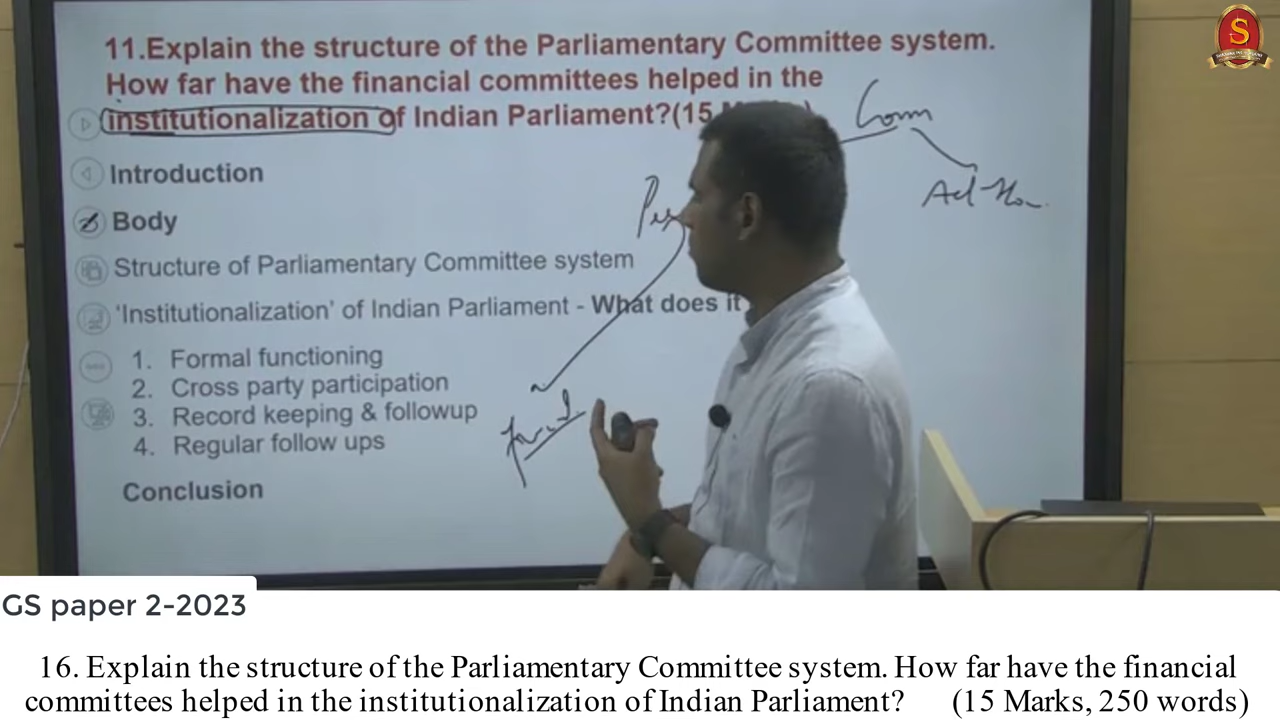 S
11.Explain the structure of the Parliamentary Committee system.
How far have the financial committees helped in the
institutionalization of Indian Parliament?(15
Comm
Ad-Hoc
Introduction
Body
Structure of Parliamentary Committee system
'Institutionalization' of Indian Parliament - What does it
1. Formal functioning
2. Cross party participation
3. Record keeping & followup
4. Regular follow ups
Conclusion
GS paper 2-2023
16. Explain the structure of the Parliamentary Committee system. How far have the financial
committees helped in the institutionalization of Indian Parliament? (15 Marks, 250 words)